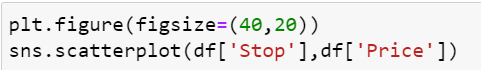 plt.figure(figsize=(40,20))
sns.scatterplot(df['Stop'],df['Price'])